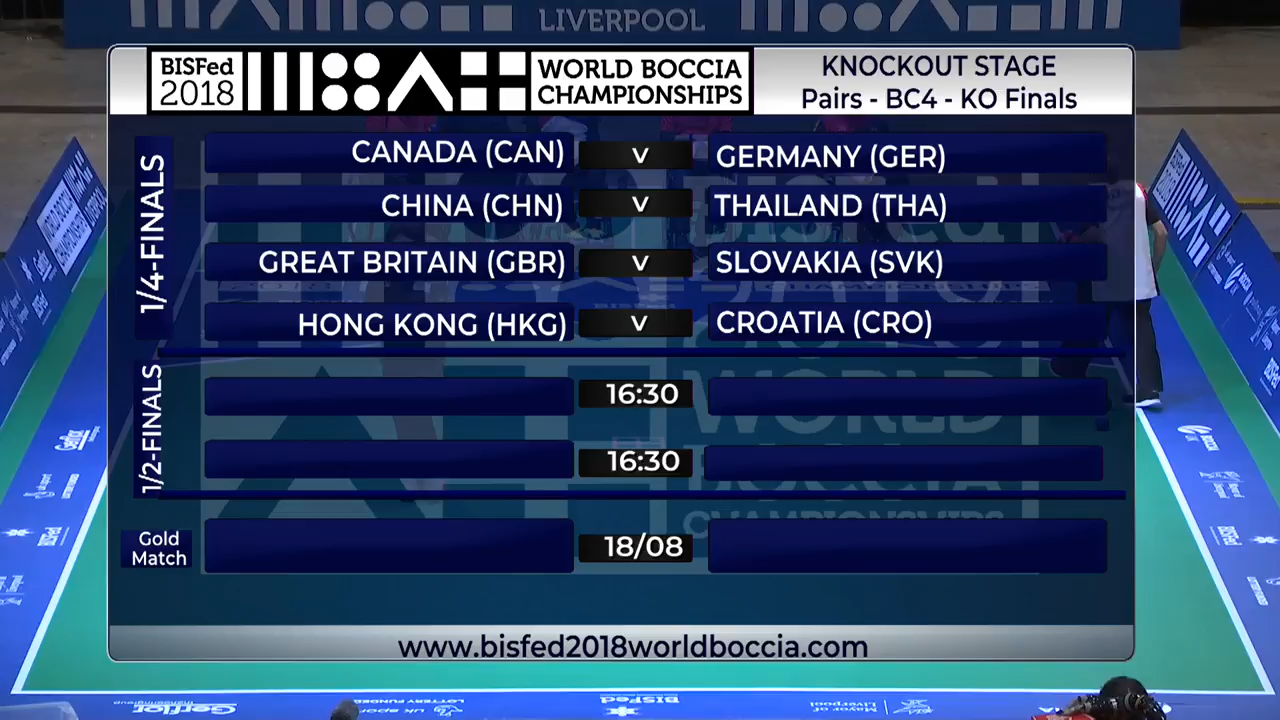 LIVERPOOL
BISFed
2018
WORLD BOCCIA
CHAMPIONSHIPS
KNOCKOUT STAGE
Pairs - BC4 - KO Finals
1/4-FINALS
CANADA (CAN) V GERMANY (GER)
CHINA (CHN) V THAILAND (THA)
GREAT BRITAIN (GBR) V SLOVAKIA (SVK)
HONG KONG (HKG) V CROATIA (CRO)
1/2-FINALS
16:30
16:30
Gold
Match
18/08
www.bisfed2018worldboccia.com